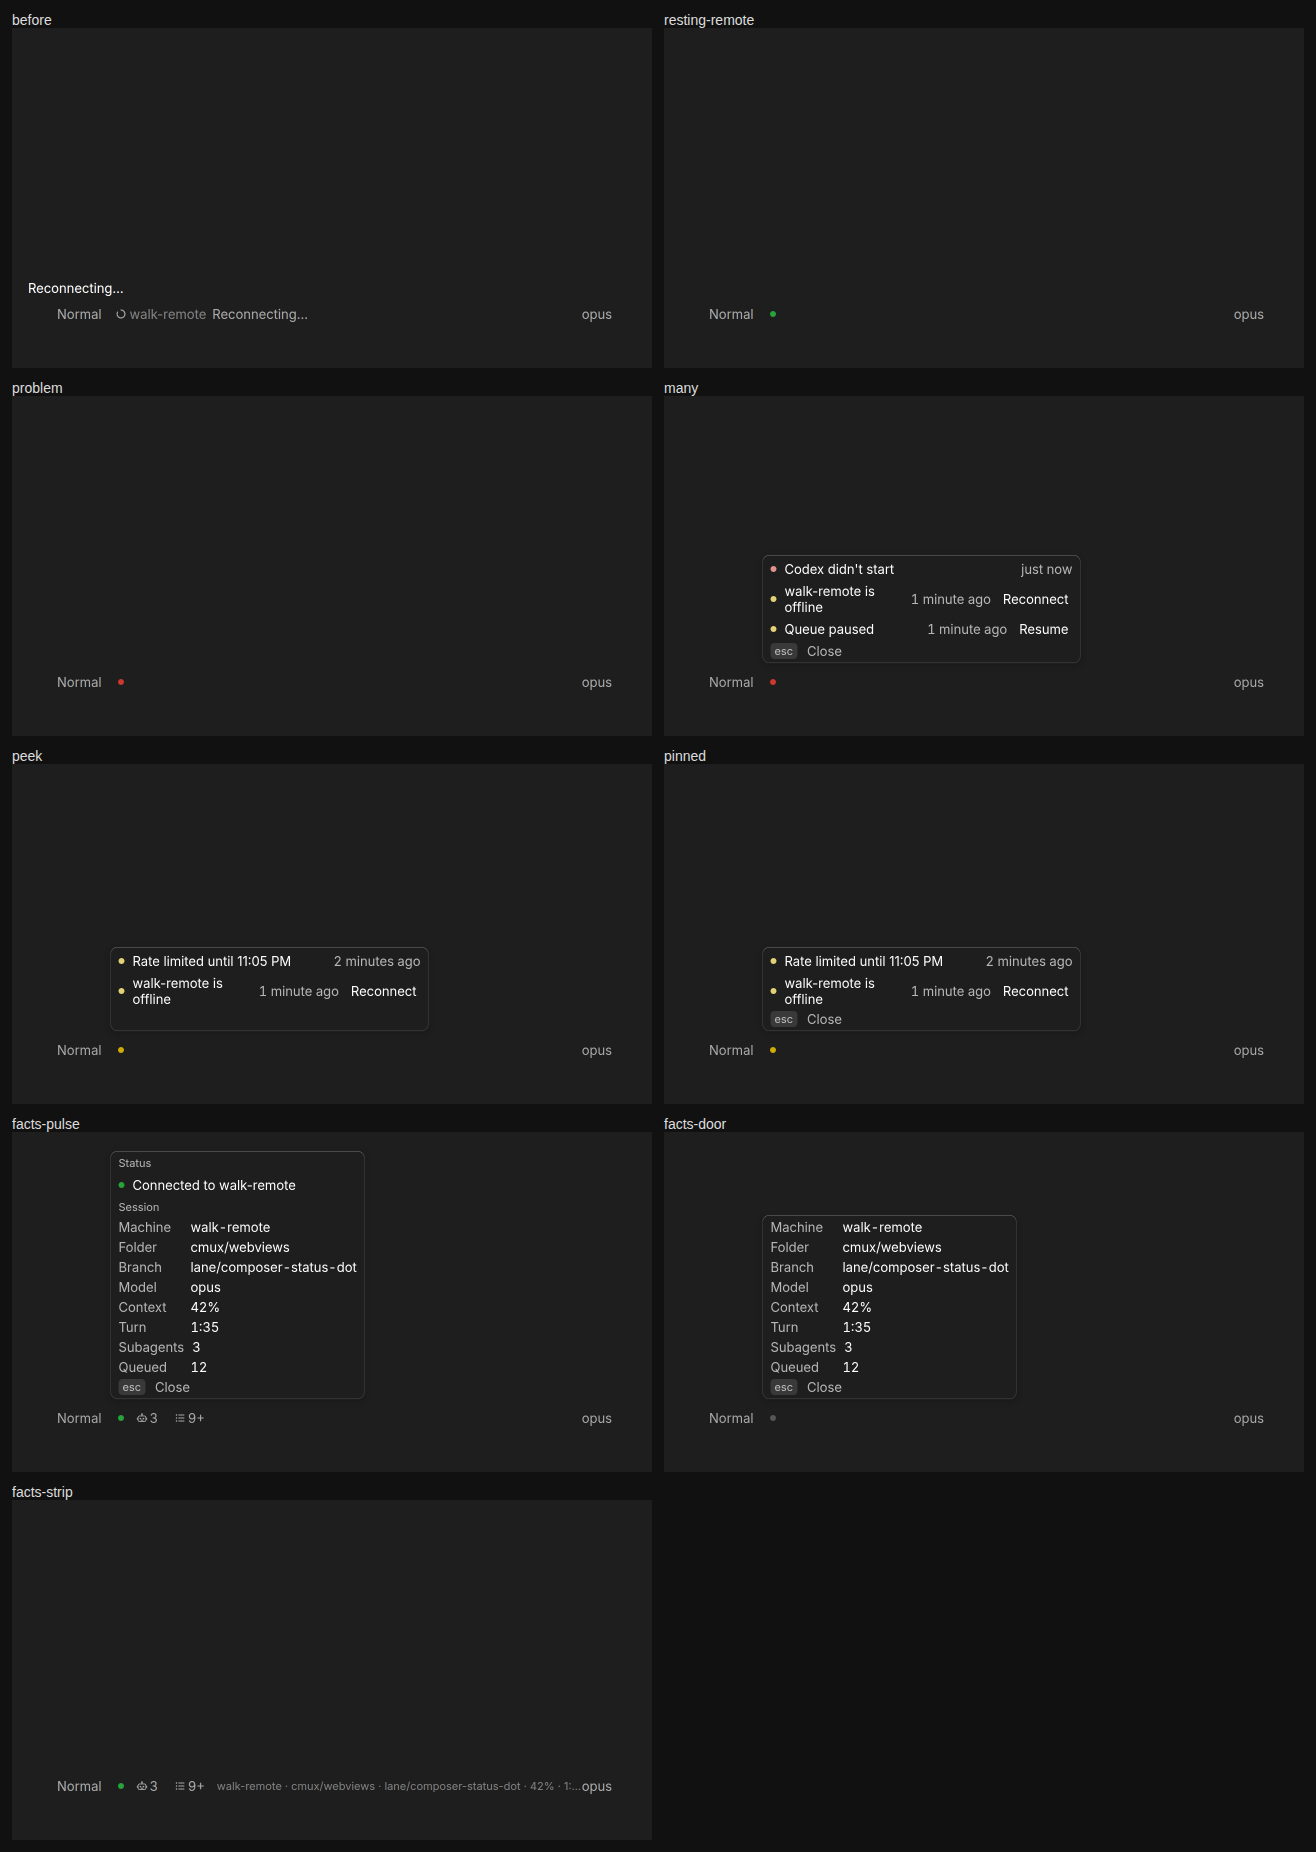 before
Reconnecting...
Normal walk-remote Reconnecting... opus
resting-remote
Normal opus
problem
Normal opus
many
Codex didn't start just now
walk-remote is offline 1 minute ago Reconnect
Queue paused 1 minute ago Resume
esc Close
Normal opus
peek
Rate limited until 11:05 PM 2 minutes ago
walk-remote is offline 1 minute ago Reconnect
Normal opus
pinned
Rate limited until 11:05 PM 2 minutes ago
walk-remote is offline 1 minute ago Reconnect
esc Close
Normal opus
facts-pulse
Status
Connected to walk-remote
Session
Machine walk-remote
Folder cmux/webviews
Branch lane/composer-status-dot
Model opus
Context 42%
Turn 1:35
Subagents 3
Queued 12
esc Close
Normal 3 9+ opus
facts-door
Machine walk-remote
Folder cmux/webviews
Branch lane/composer-status-dot
Model opus
Context 42%
Turn 1:35
Subagents 3
Queued 12
esc Close
Normal opus
facts-strip
Normal 3 9+ walk-remote · cmux/webviews · lane/composer-status-dot · 42% · 1:... opus